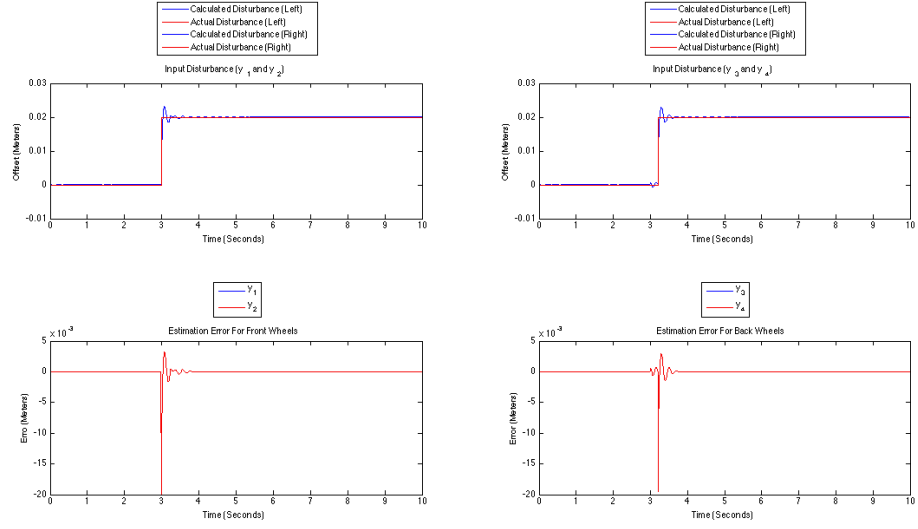 Calculated Disturbance (Left)
Actual Disturbance (Left)
Calculated Disturbance (Right)
Actual Disturbance (Right)
Input Disturbance (y 1 and y 2)
0.03
0.02
0.01
0
-0.01
Offset (Meters)
0 1 2 3 4 5 6 7 8 9 10
Time (Seconds)
Calculated Disturbance (Left)
Actual Disturbance (Left)
Calculated Disturbance (Right)
Actual Disturbance (Right)
Input Disturbance (y 3 and y 4)
0.03
0.02
0.01
0
-0.01
Offset (Meters)
0 1 2 3 4 5 6 7 8 9 10
Time (Seconds)
y1
y2
Estimation Error For Front Wheels
x 10 -3
5
0
-5
-10
-15
-20
Erro (Meters)
0 1 2 3 4 5 6 7 8 9 10
Time (Seconds)
y3
y4
Estimation Error For Back Wheels
x 10 -3
5
0
-5
-10
-15
-20
Error (Meters)
0 1 2 3 4 5 6 7 8 9 10
Time (Seconds)